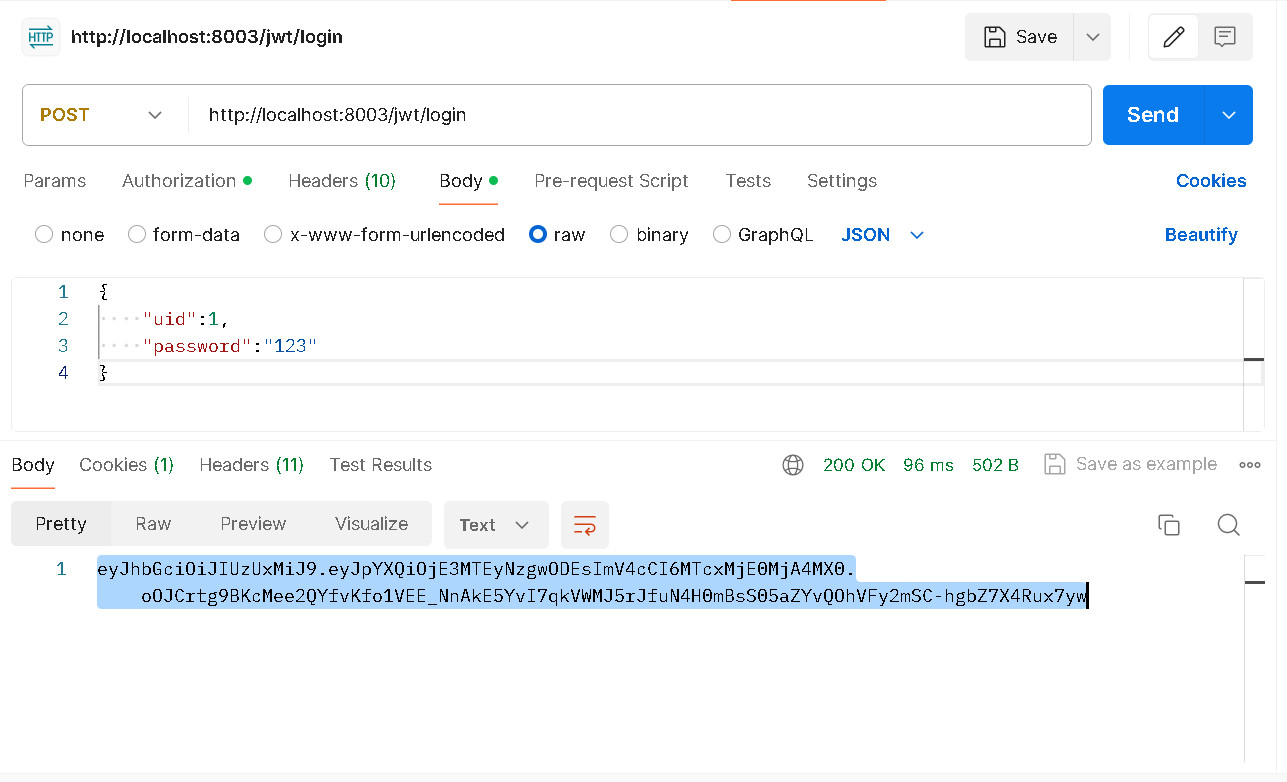 HTTP http://localhost:8003/jwt/login Save
POST http://localhost:8003/jwt/login Send
Params Authorization Headers (10) Body Pre-request Script Tests Settings Cookies
none form-data x-www-form-urlencoded raw binary GraphQL JSON Beautify
1 {
2 ····"uid":1,
3 ····"password":"123"
4 }
Body Cookies (1) Headers (11) Test Results 200 OK 96 ms 502 B Save as example
Pretty Raw Preview Visualize Text
1 eyJhbGciOiJIUzUxMiJ9.eyJpYXQiOjE3MTEyNzgwODEsImV4cCI6MTcxMjE0MjA4MX0.
oOJCrtg9BKcMee2QYfvKfo1VEE_NnAkE5YvI7qkVWMJ5rJfuN4H0mBsS05aZYvQOhVFy2mSC-hgbZ7X4Rux7yw